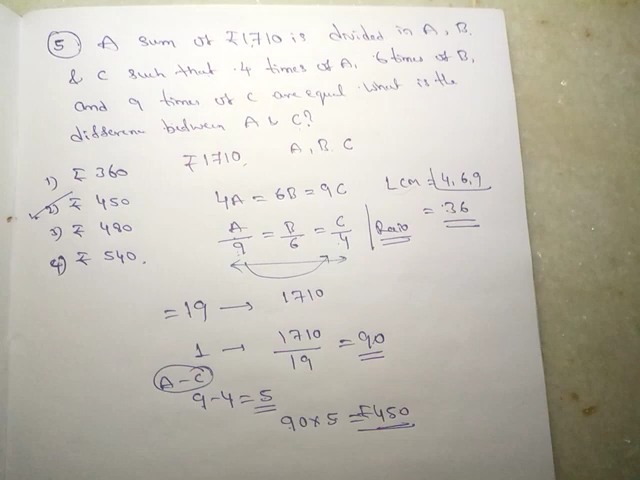 5 A sum of ₹1,710 is divided in A, B.
& C such that 4 times of A, 6 times of B,
and 9 times of C are equal. What is the
difference between A & C?
₹1710. A, B, C
1) ₹ 360
2) ₹ 450
3) ₹ 490
4) ₹ 540.
4A = 6B = 9C
LCM = 4, 6, 9
= 36
A/9 = B/6 = C/4
Raio
= 19 → 1710
1 → 1710/19 = 90
A - C
9-4 = 5
90×5 = ₹450